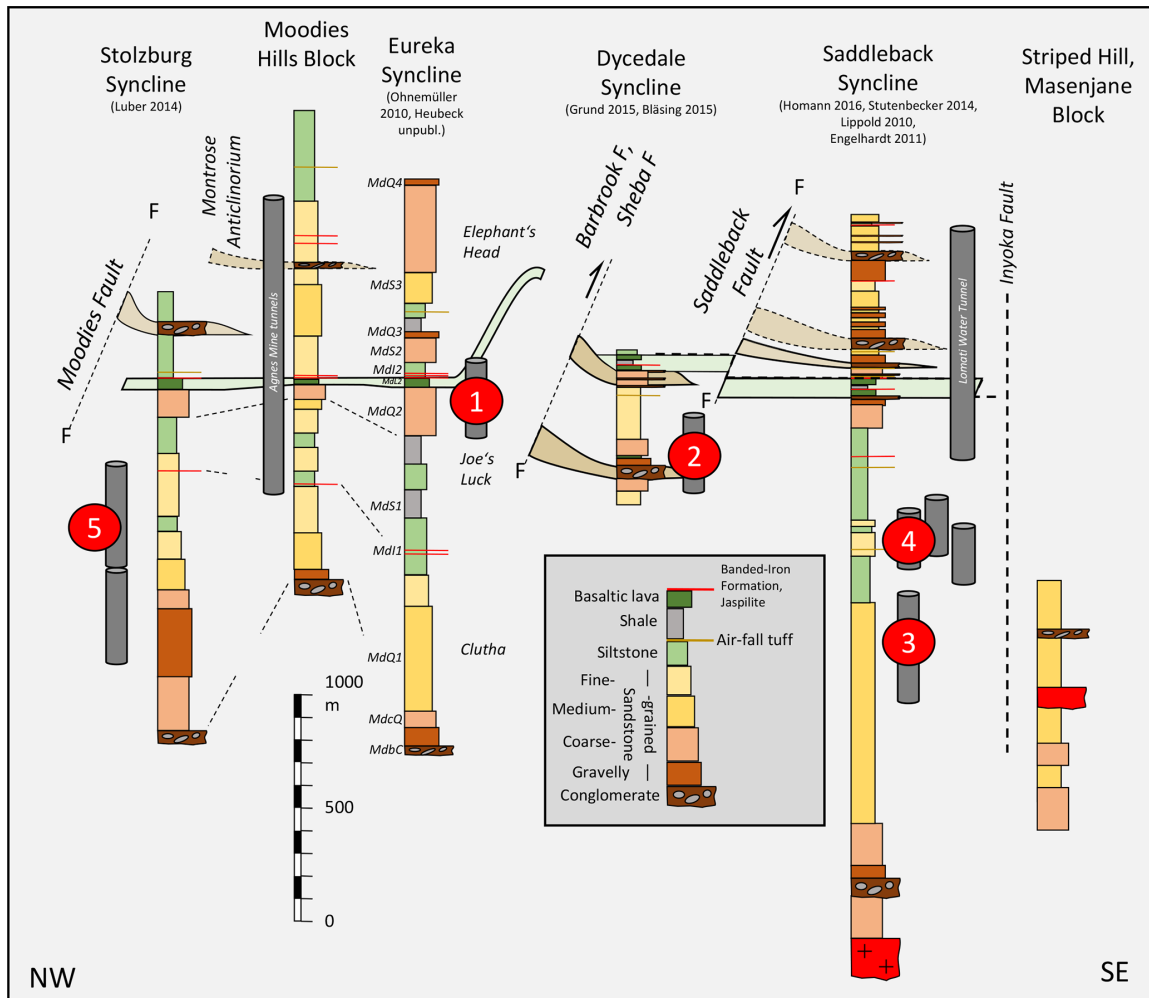 Stolzburg
Syncline
(Luber 2014)
Moodies
Hills Block
Eureka
Syncline
(Ohnemüller
2010, Heubeck
unpubl.)
Dycedale
Syncline
(Grund 2015, Bläsing 2015)
Saddleback
Syncline
(Homann 2016, Stutenbecker 2014,
Lippold 2010,
Engelhardt 2011)
Striped Hill,
Masenjane
Block
F
Moodies Fault
F
Montrose
Anticlinorium
Agnes Mine tunnels
MdQ4
MdS3
MdQ3
MdS2
MdI2
MdL2
MdQ2
MdS1
MdI1
MdQ1
MdcQ
MdbC
Elephant's
Head
Joe's
Luck
Clutha
Barbrook F,
Sheba F
F
F
Saddleback
Fault
F
Lomati Water Tunnel
Inyoka Fault
1
2
3
4
5
1000
m
500
0
Banded-Iron
Formation,
Jaspilite
Basaltic lava
Shale
Air-fall tuff
Siltstone
Fine-
Medium-
Coarse-
Gravelly
Conglomerate
Sandstone
-grained
NW
SE